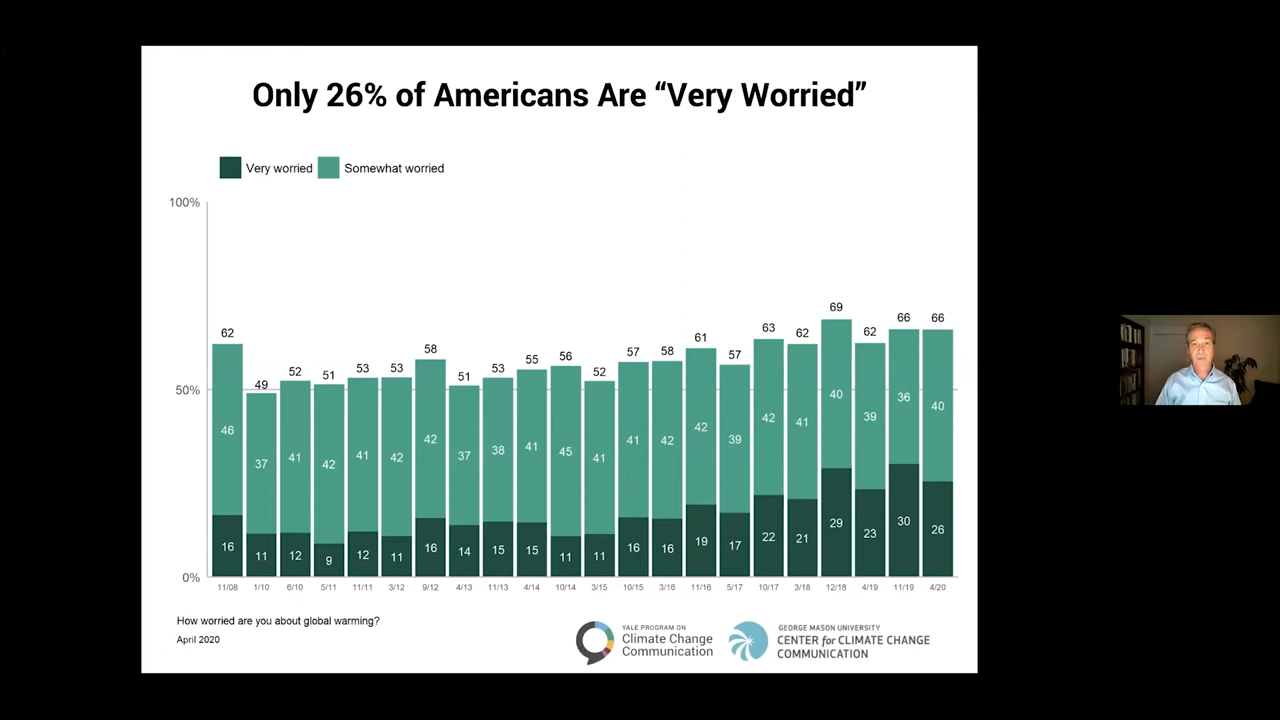 Only 26% of Americans Are “Very Worried”
Very worried Somewhat worried
100%
50%
0%
62 49 52 51 53 53 58 51 53 55 56 52 57 58 61 57 63 62 69 62 66 66
46 37 41 42 41 42 42 37 38 41 45 41 41 42 42 39 42 41 40 39 36 40
16 11 12 9 12 11 16 14 15 15 11 11 16 16 19 17 22 21 29 23 30 26
11/08 1/10 6/10 5/11 11/11 3/12 9/12 4/13 11/13 4/14 10/14 3/15 10/15 3/16 11/16 5/17 10/17 3/18 12/18 4/19 11/19 4/20
How worried are you about global warming?
April 2020
YALE PROGRAM ON
Climate Change
Communication
GEORGE MASON UNIVERSITY
CENTER for CLIMATE CHANGE
COMMUNICATION